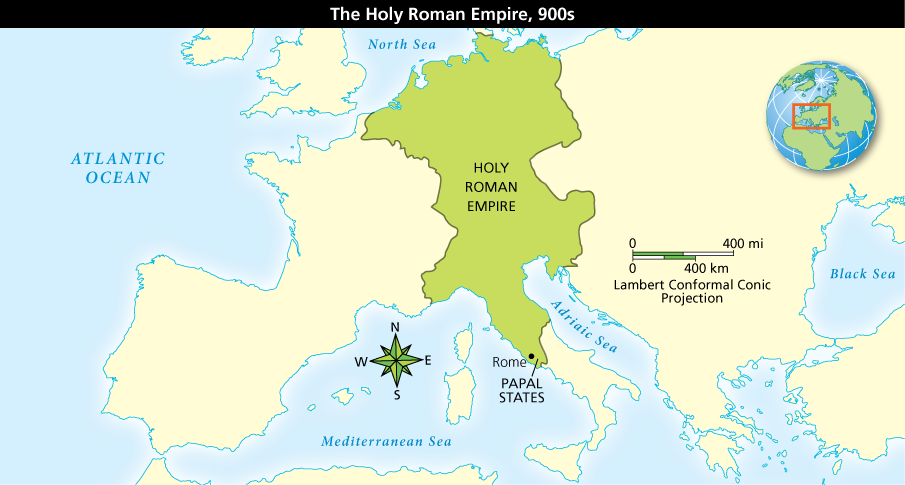 The Holy Roman Empire, 900s
North Sea
ATLANTIC
OCEAN
HOLY
ROMAN
EMPIRE
0 400 mi
0 400 km
Lambert Conformal Conic
Projection
Black Sea
Adriaic Sea
N
W E
S
Rome
PAPAL
STATES
Mediterranean Sea